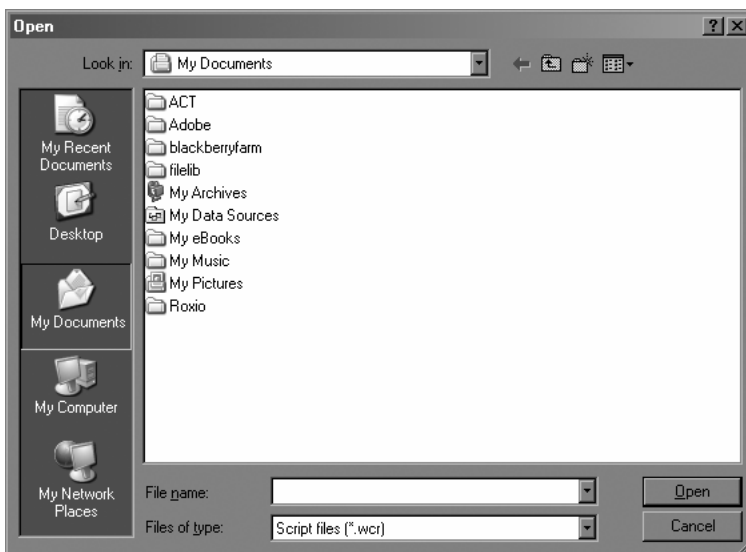 Open
Look in:
My Documents
My Recent
Documents
Desktop
My Documents
My Computer
My Network
Places
ACT
Adobe
blackberryfarm
filelib
My Archives
My Data Sources
My eBooks
My Music
My Pictures
Roxio
File name:
Open
Files of type:
Script files (*.wcr)
Cancel